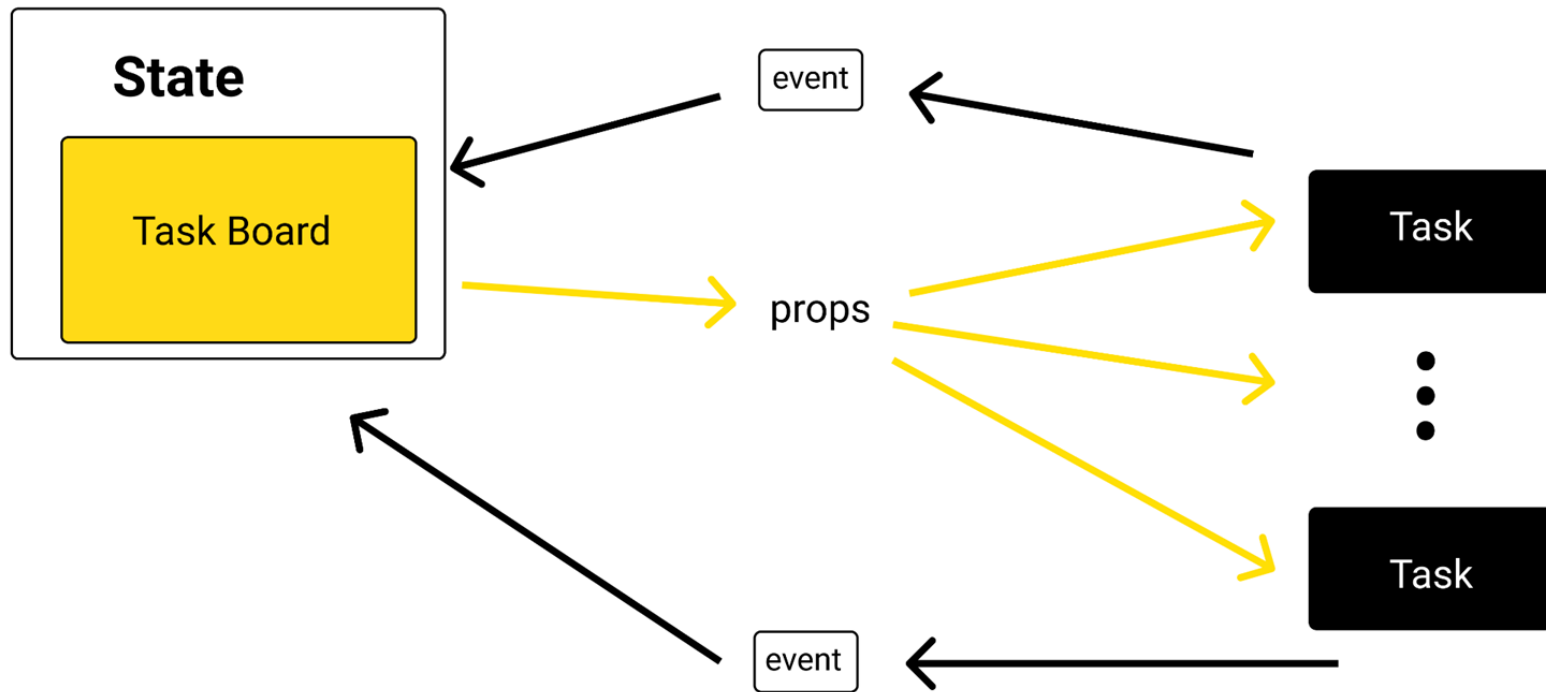 State
Task Board
event
props
Task
Task
event